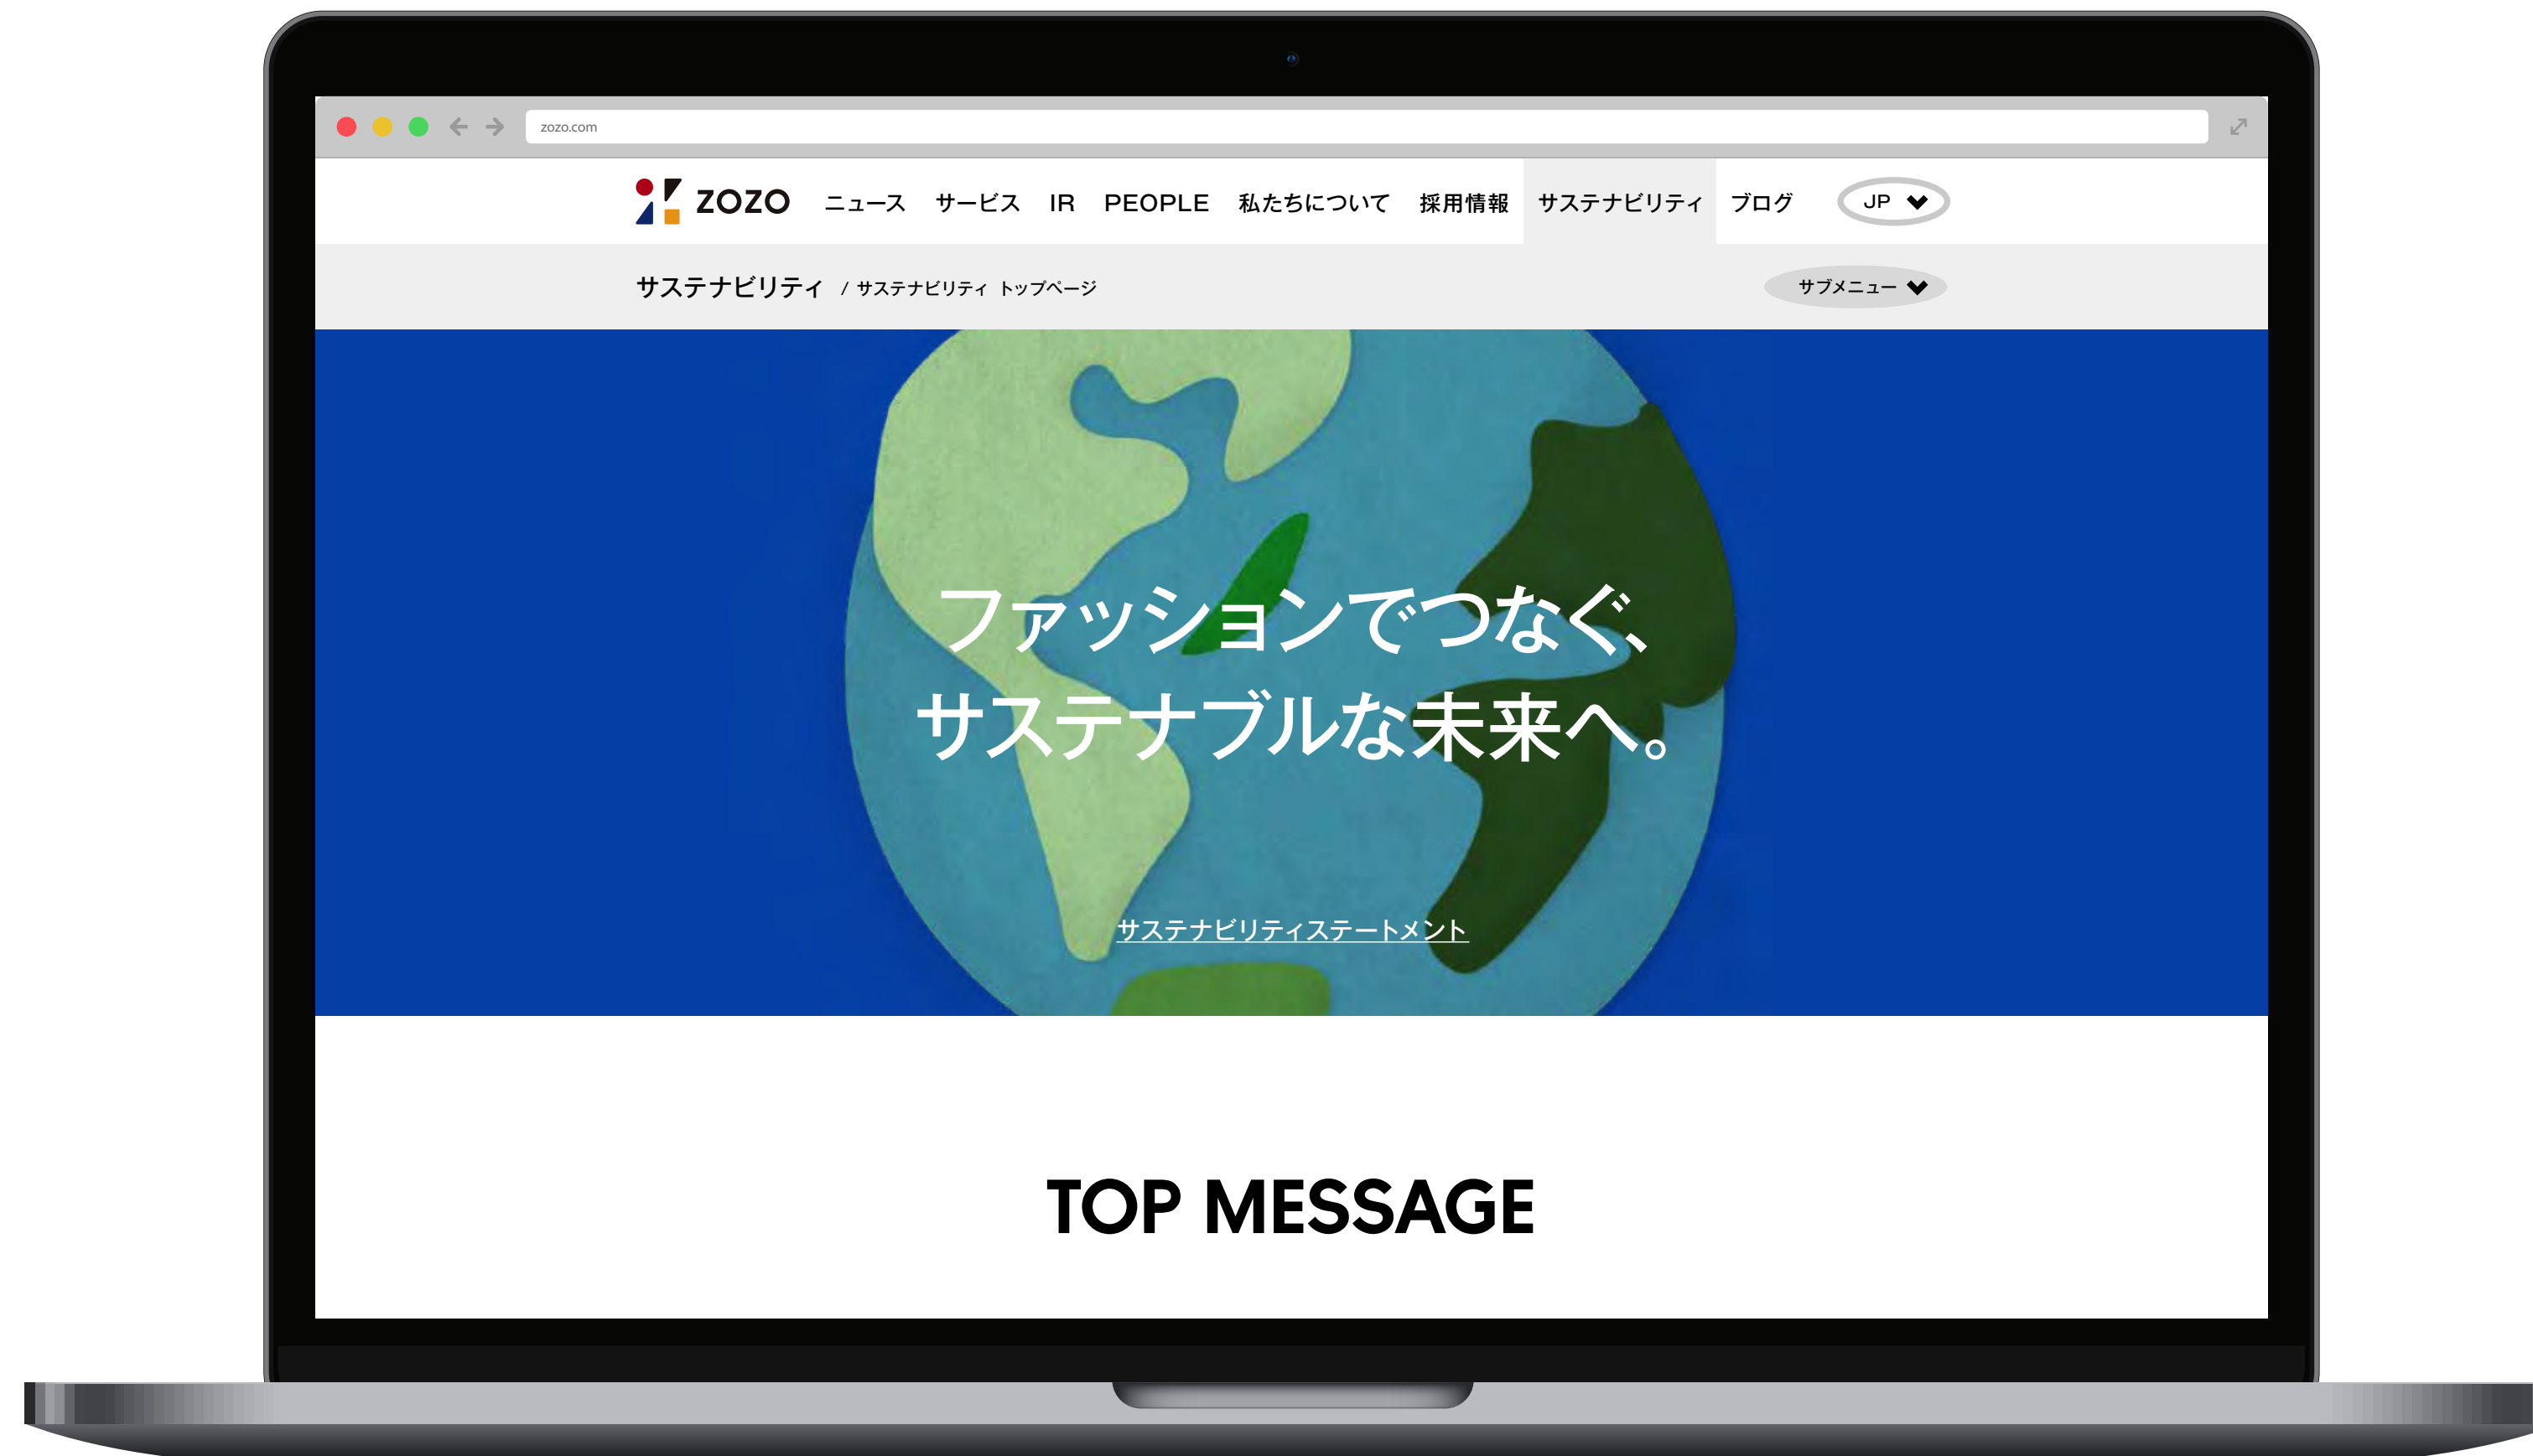 zozo.com
ZOZO ニュース サービス IR PEOPLE 私たちについて 採用情報 サステナビリティ ブログ JP
サステナビリティ / サステナビリティ トップページ サブメニュー
ファッションでつなぐ、
サステナブルな未来へ。
サステナビリティステートメント
TOP MESSAGE